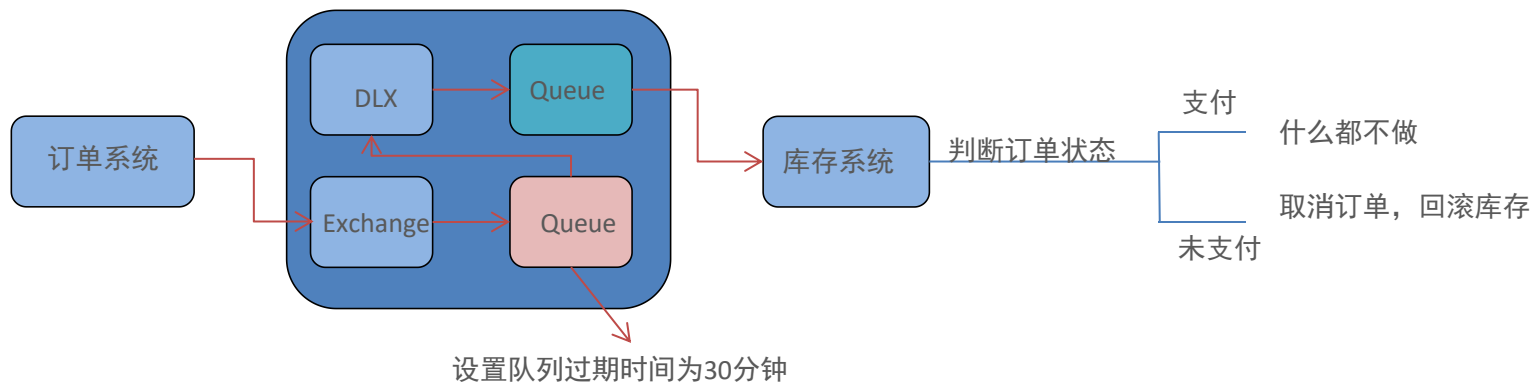 订单系统
DLX
Queue
Exchange
Queue
设置队列过期时间为30分钟
库存系统
判断订单状态
支付
什么都不做
未支付
取消订单，回滚库存